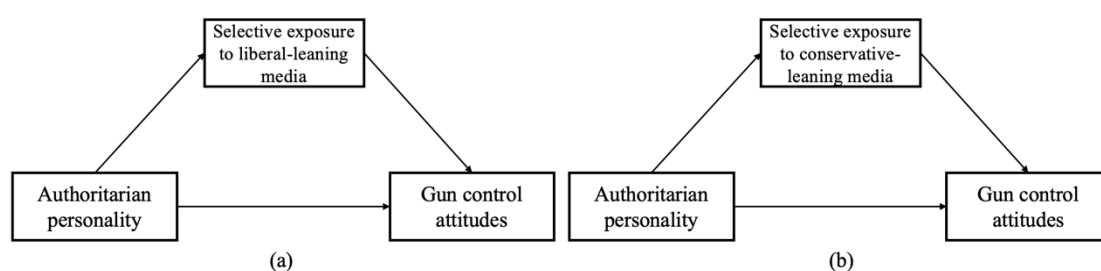 Selective exposure
to liberal-leaning
media
Authoritarian
personality
Gun control
attitudes
(a)
Selective exposure
to conservative-
leaning media
Authoritarian
personality
Gun control
attitudes
(b)